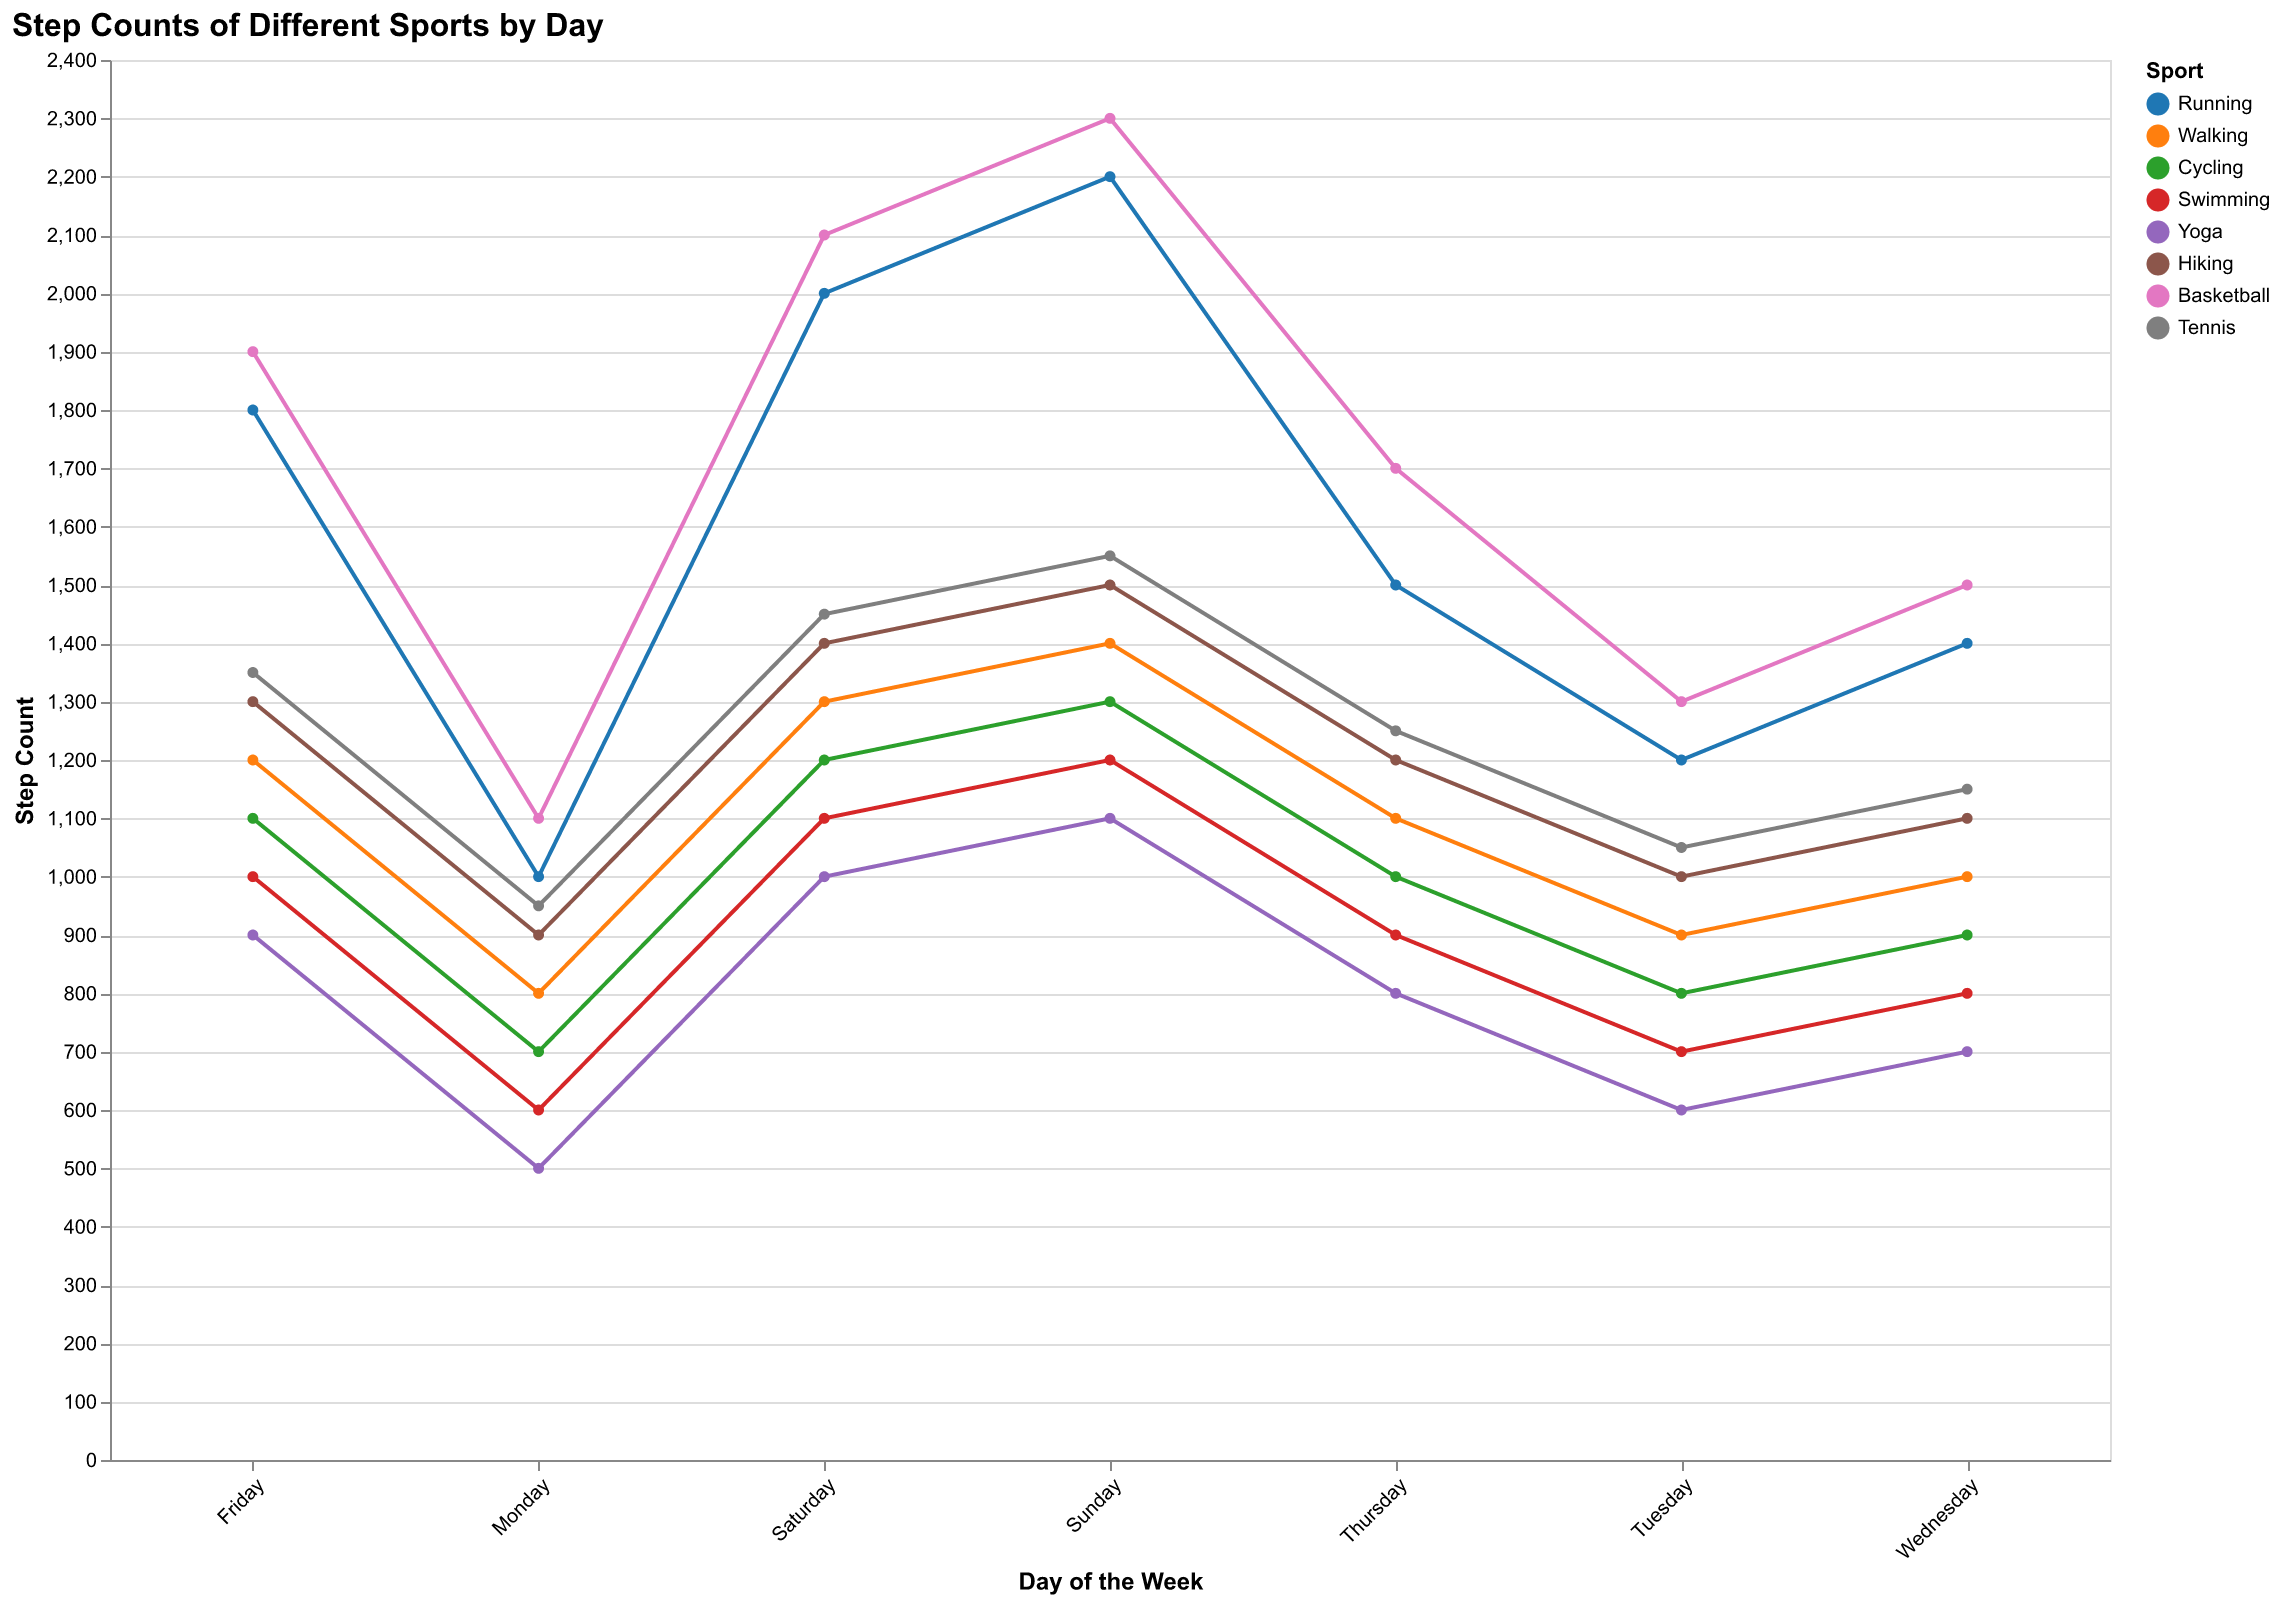 Step Counts of Different Sports by Day
2,400
2,300
2,200
2,100
2,000
1,900
1,800
1,700
1,600
1,500
1,400
1,300
1,200
1,100
1,000
900
800
700
600
500
400
300
200
100
0
Step Count
Friday
Monday
Saturday
Sunday
Thursday
Tuesday
Wednesday
Day of the Week
Sport
Running
Walking
Cycling
Swimming
Yoga
Hiking
Basketball
Tennis